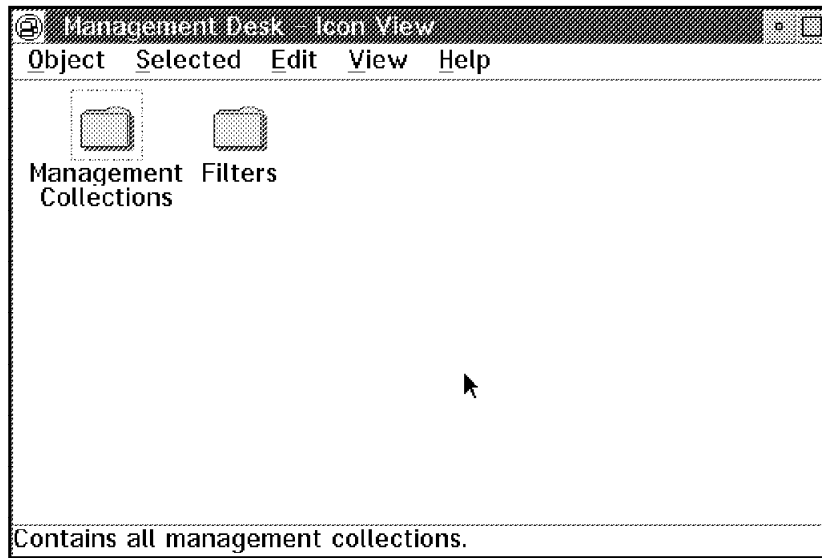 Management Desk - Icon View
Object Selected Edit View Help
Management Filters
Collections
Contains all management collections.